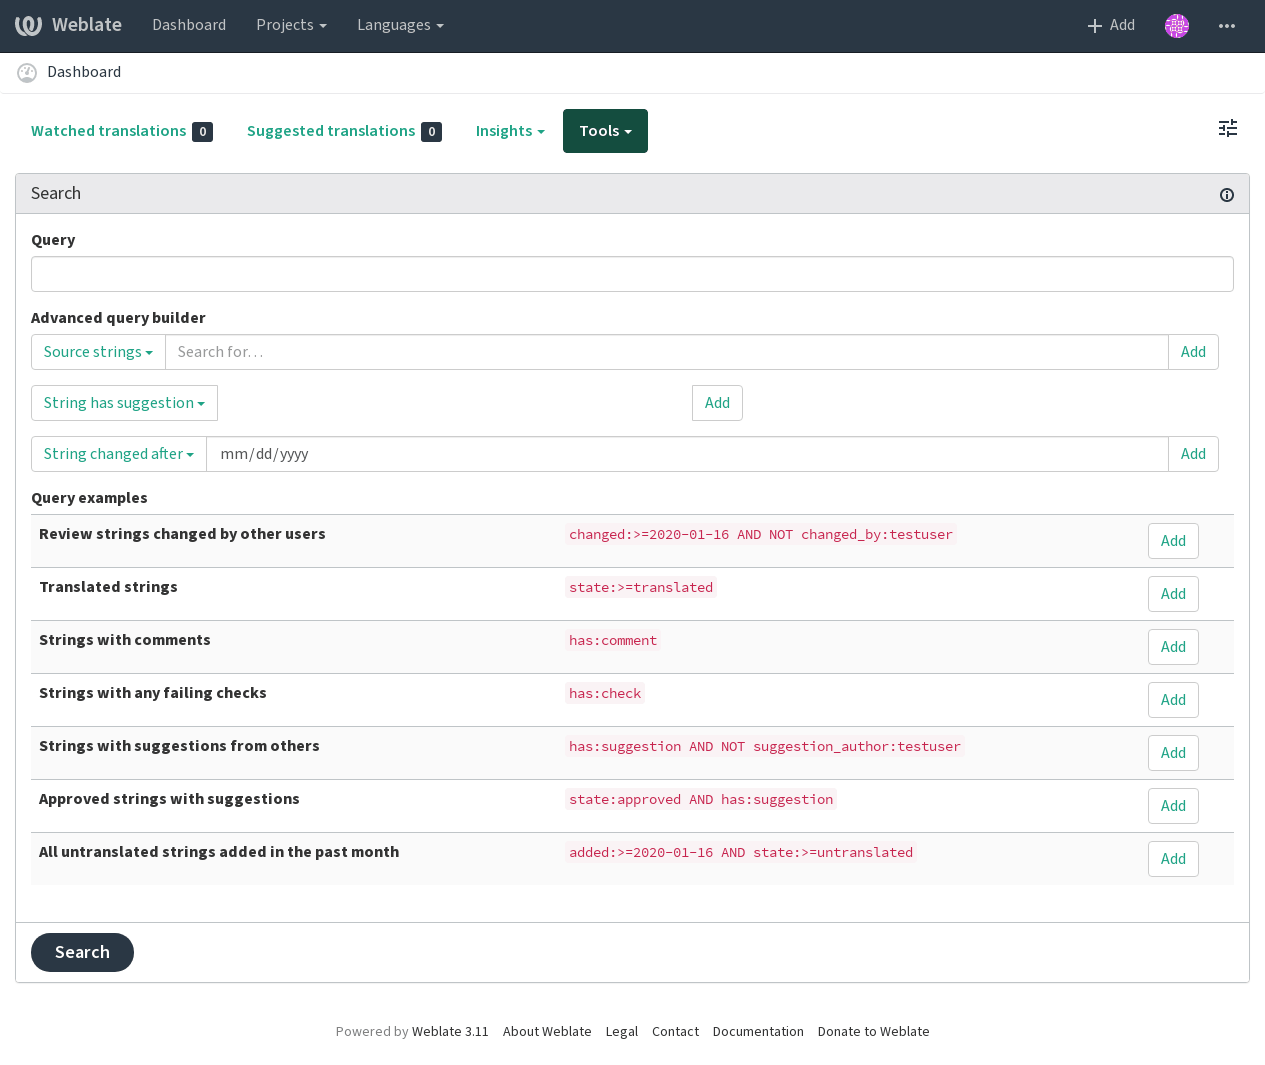 Weblate Dashboard Projects Languages Add
Dashboard
Watched translations 0 Suggested translations 0 Insights Tools
Search
Query
Advanced query builder
Source strings Search for… Add
String has suggestion Add
String changed after mm/dd/yyyy Add
Query examples
Review strings changed by other users changed:>=2020-01-16 AND NOT changed_by:testuser Add
Translated strings state:>=translated Add
Strings with comments has:comment Add
Strings with any failing checks has:check Add
Strings with suggestions from others has:suggestion AND NOT suggestion_author:testuser Add
Approved strings with suggestions state:approved AND has:suggestion Add
All untranslated strings added in the past month added:>=2020-01-16 AND state:>=untranslated Add
Search
Powered by Weblate 3.11 About Weblate Legal Contact Documentation Donate to Weblate